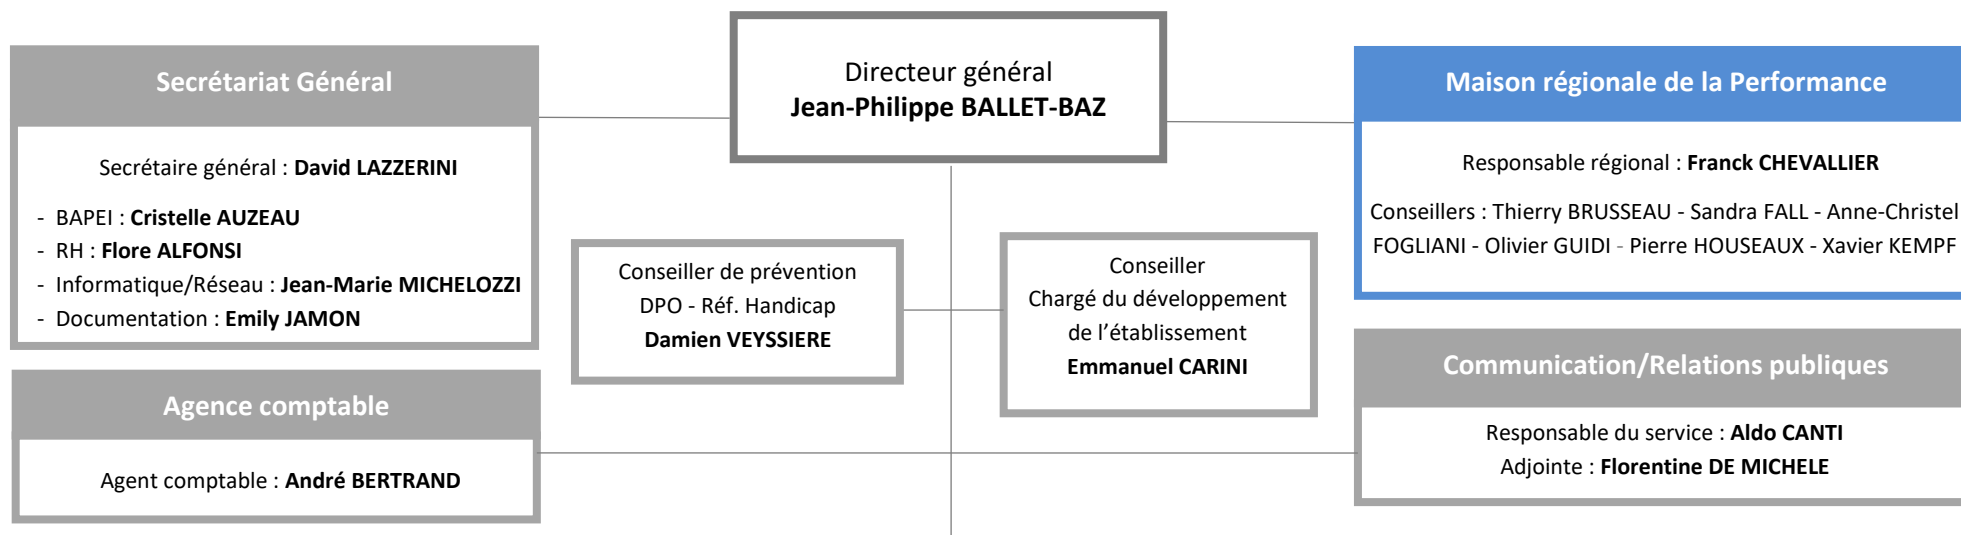 Directeur général
Jean-Philippe BALLET-BAZ
Secrétariat Général
Secrétaire général : David LAZZERINI
- BAPEI : Cristelle AUZEAU
- RH : Flore ALFONSI
- Informatique/Réseau : Jean-Marie MICHELOZZI
- Documentation : Emily JAMON
Agence comptable
Agent comptable : André BERTRAND
Conseiller de prévention
DPO - Réf. Handicap
Damien VEYSSIERE
Conseiller
Chargé du développement
de l’établissement
Emmanuel CARINI
Maison régionale de la Performance
Responsable régional : Franck CHEVALLIER
Conseillers : Thierry BRUSSEAU - Sandra FALL - Anne-Christel
FOGLIANI - Olivier GUIDI - Pierre HOUSEAUX - Xavier KEMPF
Communication/Relations publiques
Responsable du service : Aldo CANTI
Adjointe : Florentine DE MICHELE